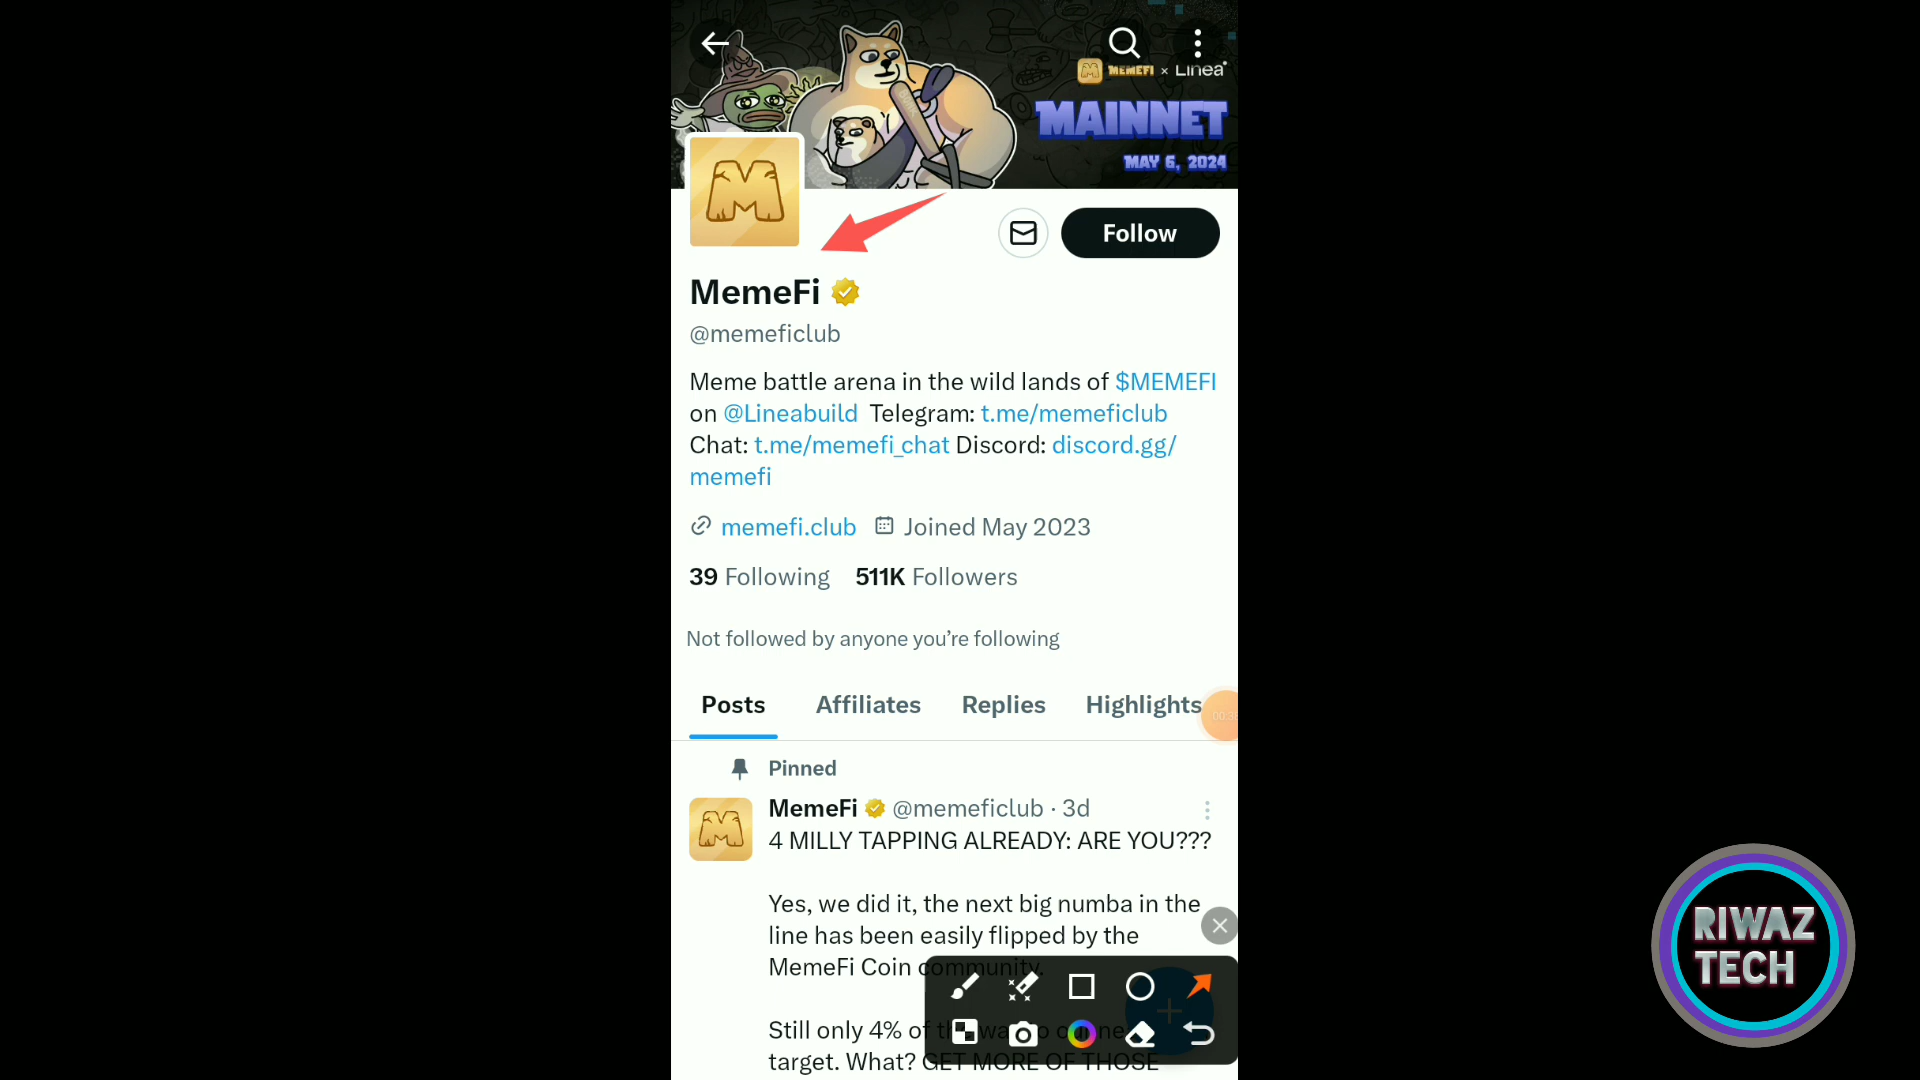 MEMEFI × Linea
MAINNET
MAY 6, 2024
M
Follow
MemeFi
@memeficlub
Meme battle arena in the wild lands of $MEMEFI
on @Lineabuild Telegram: t.me/memeficlub
Chat: t.me/memefi_chat Discord: discord.gg/
memefi
memefi.club Joined May 2023
39 Following 511K Followers
Not followed by anyone you’re following
Posts Affiliates Replies Highlights
Pinned
MemeFi @memeficlub · 3d
4 MILLY TAPPING ALREADY: ARE YOU???
Yes, we did it, the next big numba in the
line has been easily flipped by the
MemeFi Coin community.
Still only 4% of
target. What? GET MORE OF THOSE
RIWAZ
TECH